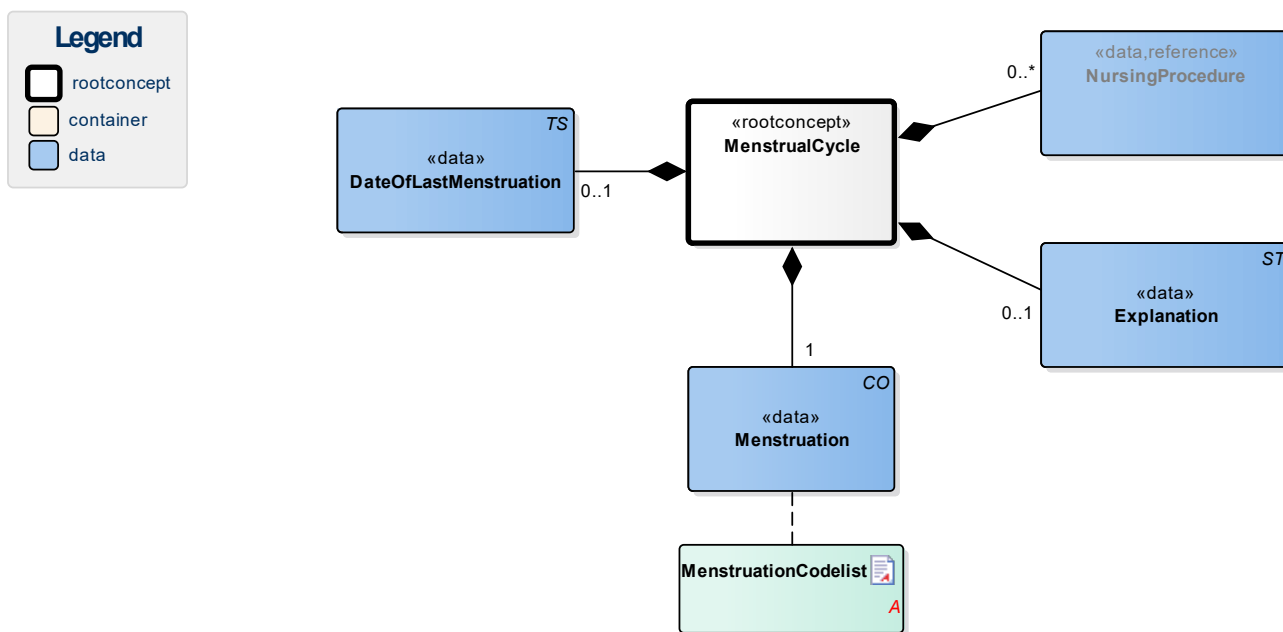 Legend
rootconcept
container
data
TS
«data»
DateOfLastMenstruation
0..1
«rootconcept»
MenstrualCycle
0..*
«data,reference»
NursingProcedure
ST
«data»
Explanation
0..1
1
CO
«data»
Menstruation
MenstruationCodelist
A